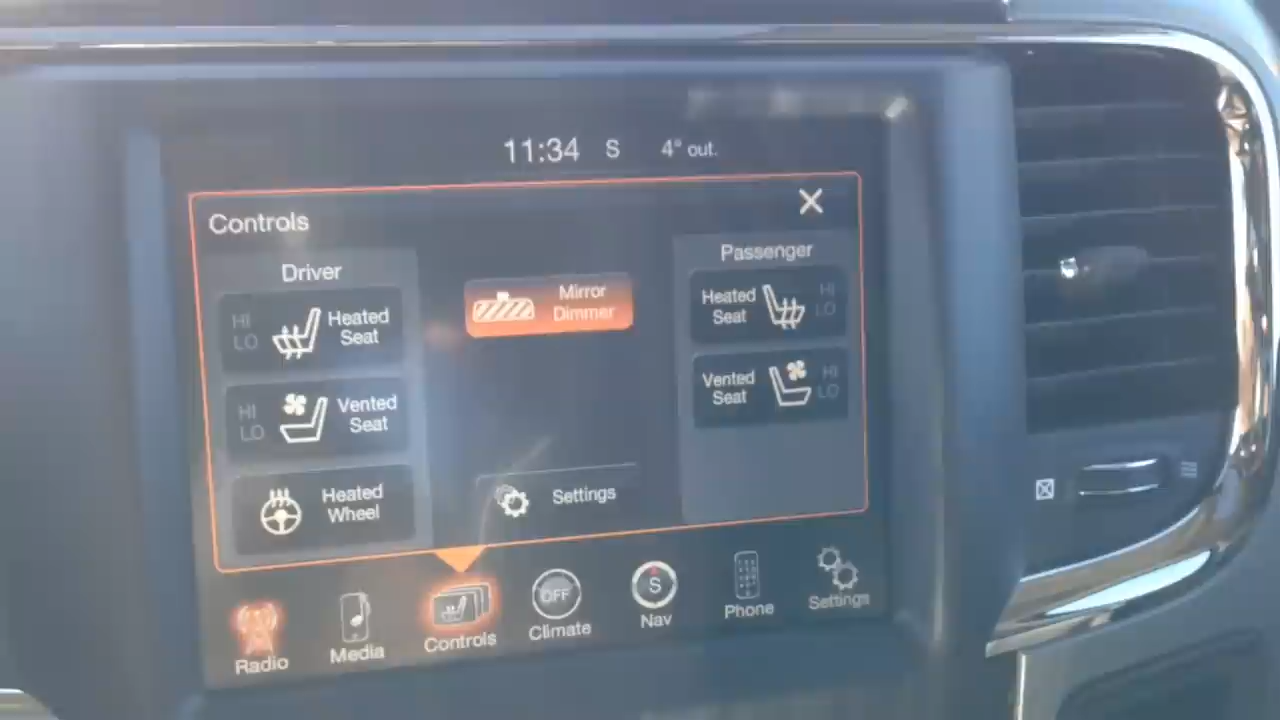 11:34 S 4° out.
Controls
Driver
HI
LO
Heated
Seat
HI
LO
Vented
Seat
Heated
Wheel
Mirror
Dimmer
Settings
Passenger
Heated
Seat
HI
LO
Vented
Seat
HI
LO
Radio
Media
Controls
OFF
Climate
S
Nav
Phone
Settings